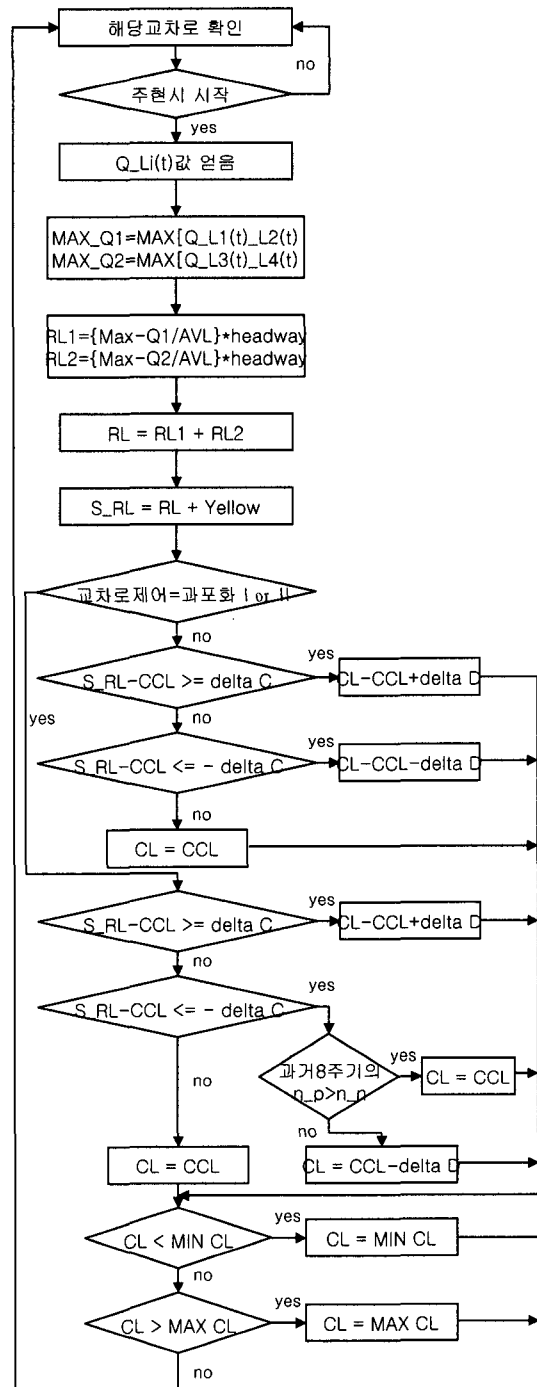 해당교차로 확인
no
주현시 시작
yes
Q_Li(t)값 얻음
MAX_Q1=MAX[Q_L1(t)_L2(t)
MAX_Q2=MAX[Q_L3(t)_L4(t)
RL1={Max-Q1/AVL}*headway
RL2={Max-Q2/AVL}*headway
RL = RL1 + RL2
S_RL = RL + Yellow
교차로제어=과포화 I or II
no
yes
S_RL-CCL >= delta C
yes
CL-CCL+delta D
no
S_RL-CCL <= - delta C
yes
CL-CCL-delta D
no
CL = CCL
S_RL-CCL >= delta C
yes
CL-CCL+delta D
no
S_RL-CCL <= - delta C
yes
과거8주기의
n_p>n_n
yes
CL = CCL
no
no
CL = CCL
CL = CCL-delta D
CL < MIN CL
yes
CL = MIN CL
no
CL > MAX CL
yes
CL = MAX CL
no